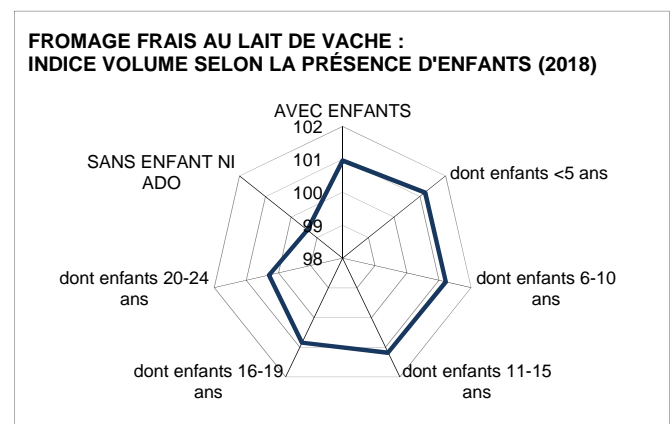 FROMAGE FRAIS AU LAIT DE VACHE :
INDICE VOLUME SELON LA PRÉSENCE D'ENFANTS (2018)
AVEC ENFANTS
102
101
100
99
98
dont enfants <5 ans
dont enfants 6-10
ans
dont enfants 11-15
ans
dont enfants 16-19
ans
dont enfants 20-24
ans
SANS ENFANT NI
ADO